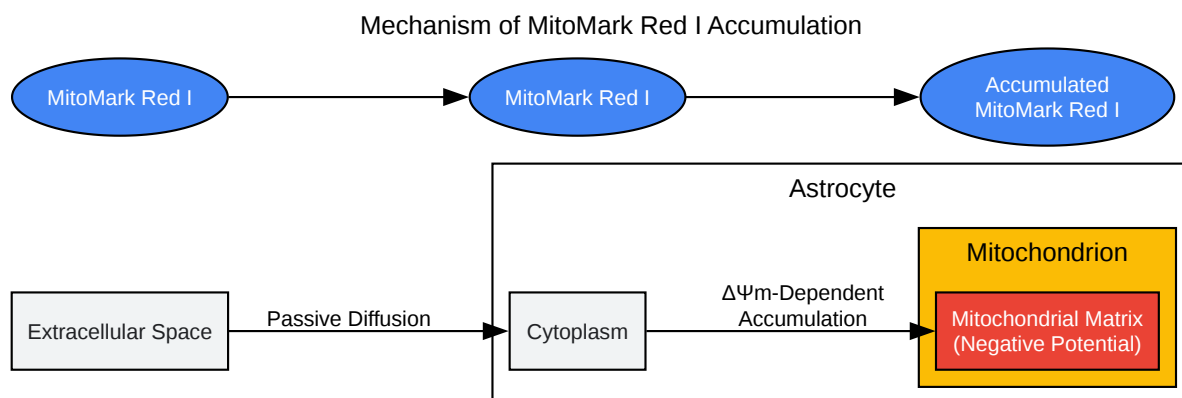 Mechanism of MitoMark Red I Accumulation
MitoMark Red I
MitoMark Red I
Accumulated
MitoMark Red I
Astrocyte
Mitochondrion
Extracellular Space
Passive Diffusion
Cytoplasm
ΔΨm-Dependent
Accumulation
Mitochondrial Matrix
(Negative Potential)